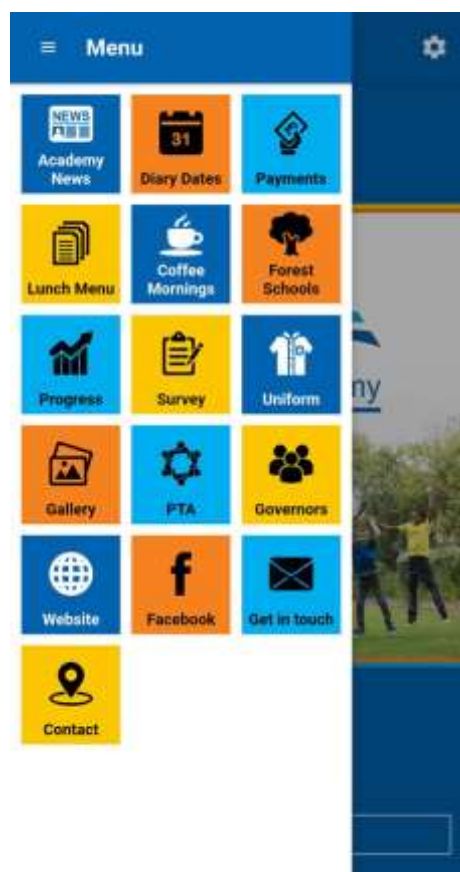 Menu
NEWS
Academy
News
31
Diary Dates
Payments
Lunch Menu
Coffee
Mornings
Forest
Schools
Progress
Survey
Uniform
Gallery
PTA
Governors
Website
Facebook
Get in touch
Contact
my